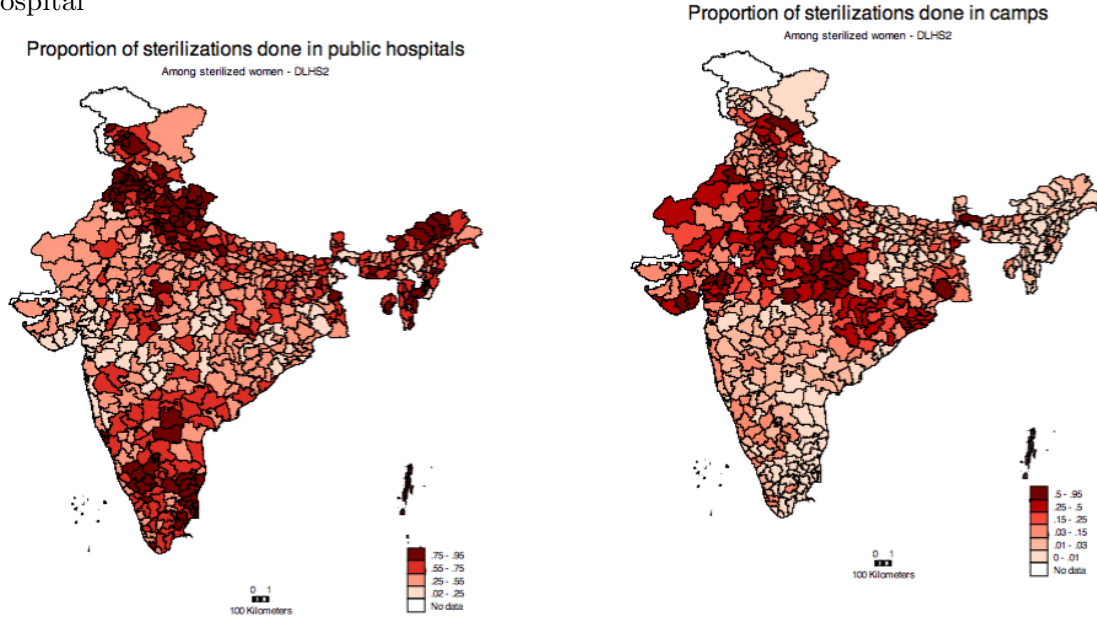 ospital
Proportion of sterilizations done in public hospitals
Among sterilized women - DLHS2
.75 - .95
.55 - .75
.25 - .55
.02 - .25
No data
0 1
100 Kilometers
Proportion of sterilizations done in camps
Among sterilized women - DLHS2
.5 - .95
.25 - .5
.15 - .25
.03 - .15
.01 - .03
0 - .01
No data
0 1
100 Kilometers